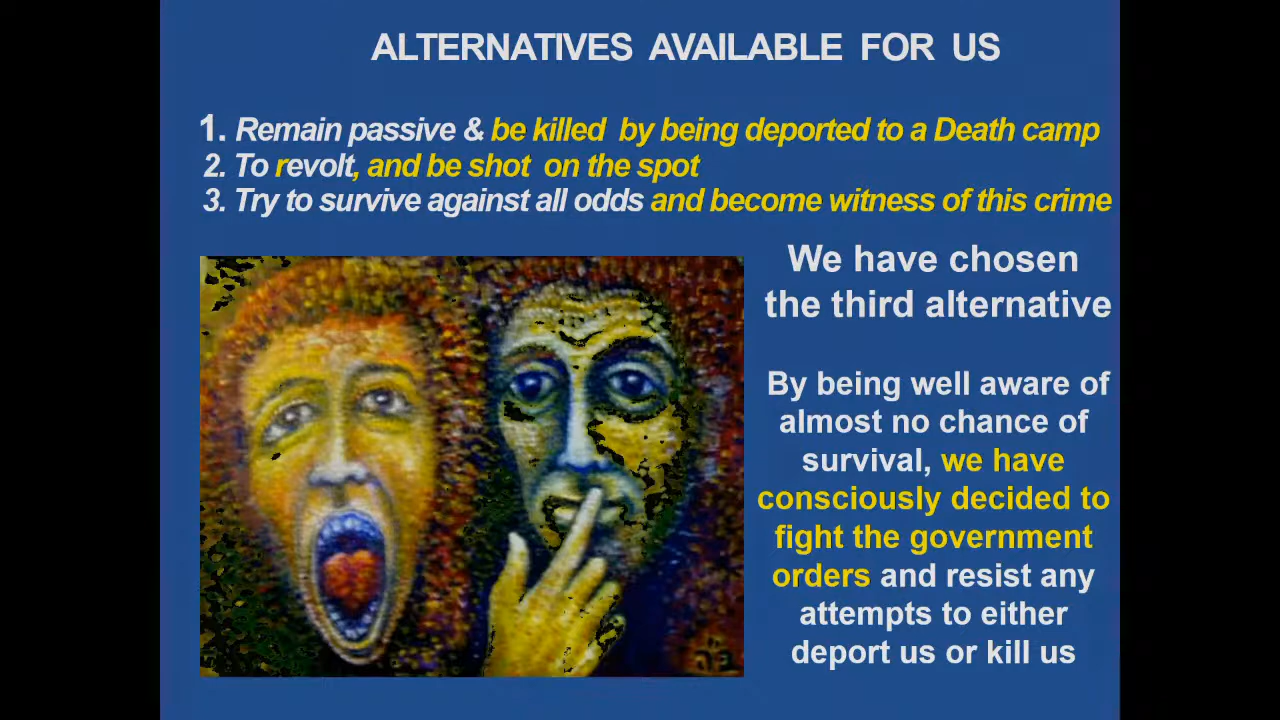 ALTERNATIVES AVAILABLE FOR US
1. Remain passive & be killed by being deported to a Death camp
2. To revolt, and be shot on the spot
3. Try to survive against all odds and become witness of this crime
We have chosen
the third alternative
By being well aware of
almost no chance of
survival, we have
consciously decided to
fight the government
orders and resist any
attempts to either
deport us or kill us